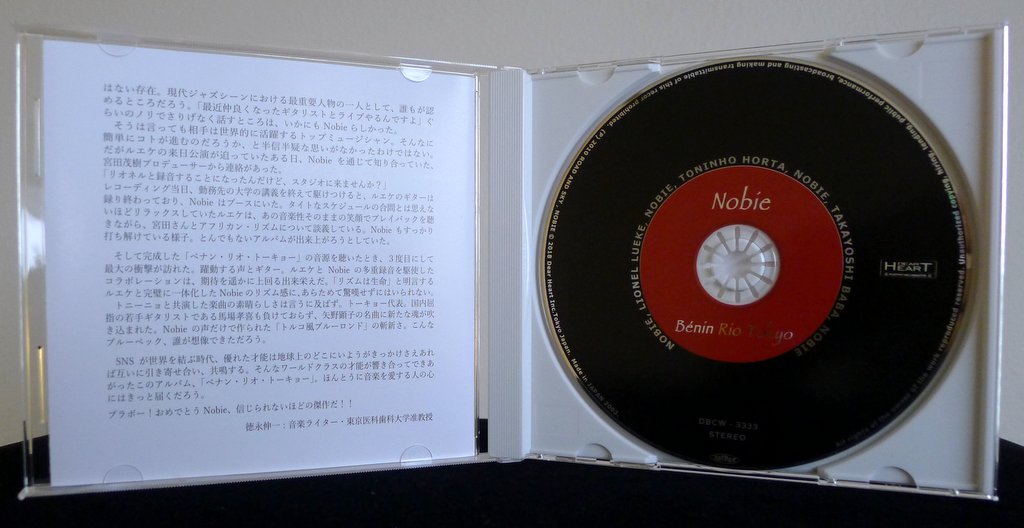 はない存在。現代ジャズシーンにおける最重要人物の一人として、誰もが認
めるところだろう。「最近仲良くなったギタリストとライブやるんですよ」ぐ
らいのノリでさりげなく話すところは、いかにも Nobie らしかった。
そうは言っても相手は世界的に活躍するトップミュージシャン。そんなに
簡単にコトが進むのだろうか、と半信半疑な思いがなかったわけではない。
だがルエケの来日公演が迫っていたある日、Nobie を通じて知り合っていた、
宮田茂樹プロデューサーから連絡があった。
「リオネルと録音することになったんだけど、スタジオに来ませんか?」
レコーディング当日、勤務先の大学の講義を終えて駆けつけると、ルエケのギターは
録り終わっており、Nobie はブースにいた。タイトなスケジュールの合間とは思えな
いほどリラックスしていたルエケは、あの音楽性そのままの笑顔でプレイバックを聴
きながら、宮田さんとアフリカン・リズムについて談義している。Nobie もすっかり
打ち解けている様子。とんでもないアルバムが出来上がろうとしていた。
そして完成した「ベナン・リオ・トーキョー」の音源を聴いたとき、3度目にして
最大の衝撃が訪れた。躍動する声とギター。ルエケと Nobie の多重録音を駆使した
コラボレーションは、期待を遥かに上回る出来栄えだ。「リズムは生命」と明言する
ルエケと完璧に一体化した Nobie のリズム感に、あらためて驚嘆せずにはいられない。
トニーニョと共演した楽曲の素晴らしさは言うに及ばず。トーキョー代表、国内屈
指の若手ギタリストである馬場孝喜も負けておらず、矢野顕子の名曲に新たな魂が吹
き込まれた。Nobie の声だけで作られた「トルコ風ブルーロンド」の斬新さ。こんな
ブルーベック、誰が想像できただろう。
SNS が世界を結ぶ時代、優れた才能は地球上のどこにいようがきっかけさえあれ
ば互いに引き寄せ合い、共鳴する。そんなワールドクラスの才能が響き合ってできあ
がったこのアルバム、「ベナン・リオ・トーキョー」。ほんとうに音楽を愛する人の心
にはきっと届くだろう。
ブラボー！おめでとう Nobie、信じられないほどの傑作だ！！
徳永伸一：音楽ライター・東京医科歯科大学准教授
NOBIE, LIONEL LUEKE, NOBIE, TONINHO HORTA, NOBIE, TAKAYOSHI BABA, NOBIE
Nobie
Bénin Rio Tokyo
DEAR HEART
DBCW - 3333
STEREO
All rights of the owner of the work reproduced reserved. Unauthorized copying, hiring, lending, public performance, broadcasting and making transmittable of this recor prohibited.